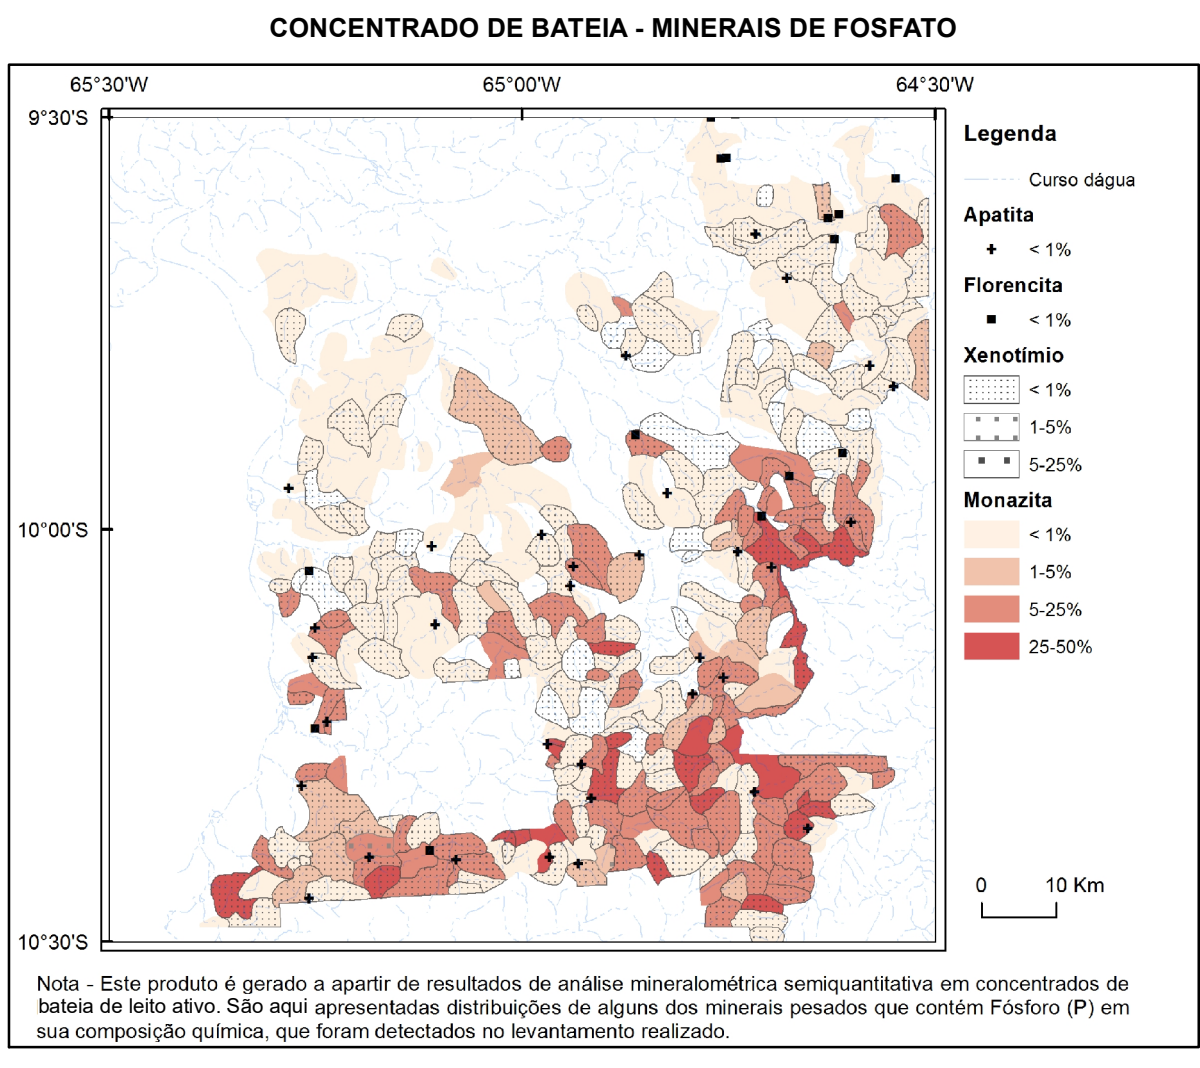 CONCENTRADO DE BATEIA - MINERAIS DE FOSFATO
65°30'W 65°00'W 64°30'W
9°30'S
10°00'S
10°30'S
Legenda
Curso dágua
Apatita
< 1%
Florencita
< 1%
Xenotímio
< 1%
1-5%
5-25%
Monazita
< 1%
1-5%
5-25%
25-50%
0 10 Km
Nota - Este produto é gerado a apartir de resultados de análise mineralométrica semiquantitativa em concentrados de
bateia de leito ativo. São aqui apresentadas distribuições de alguns dos minerais pesados que contém Fósforo (P) em
sua composição química, que foram detectados no levantamento realizado.